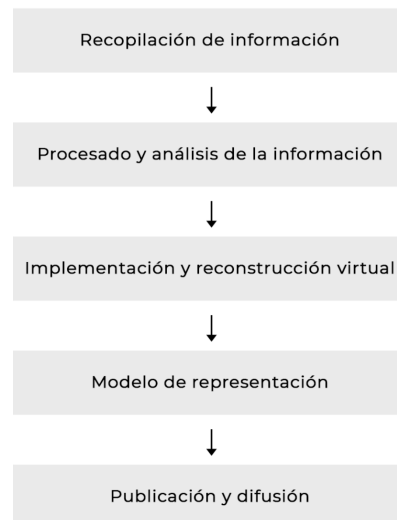 Recopilación de información
Procesado y análisis de la información
Implementación y reconstrucción virtual
Modelo de representación
Publicación y difusión